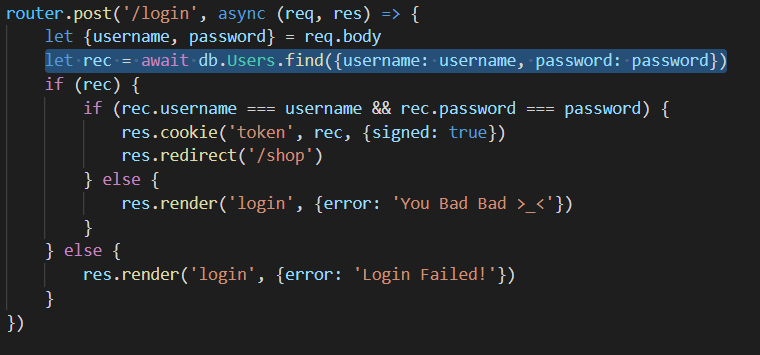 router.post('/login', async (req, res) => {
    let {username, password} = req.body
    let rec = await db.Users.find({username: username, password: password})
    if (rec) {
        if (rec.username === username && rec.password === password) {
            res.cookie('token', rec, {signed: true})
            res.redirect('/shop')
        } else {
            res.render('login', {error: 'You Bad Bad >_<'})
        }
    } else {
        res.render('login', {error: 'Login Failed!'})
    }
})